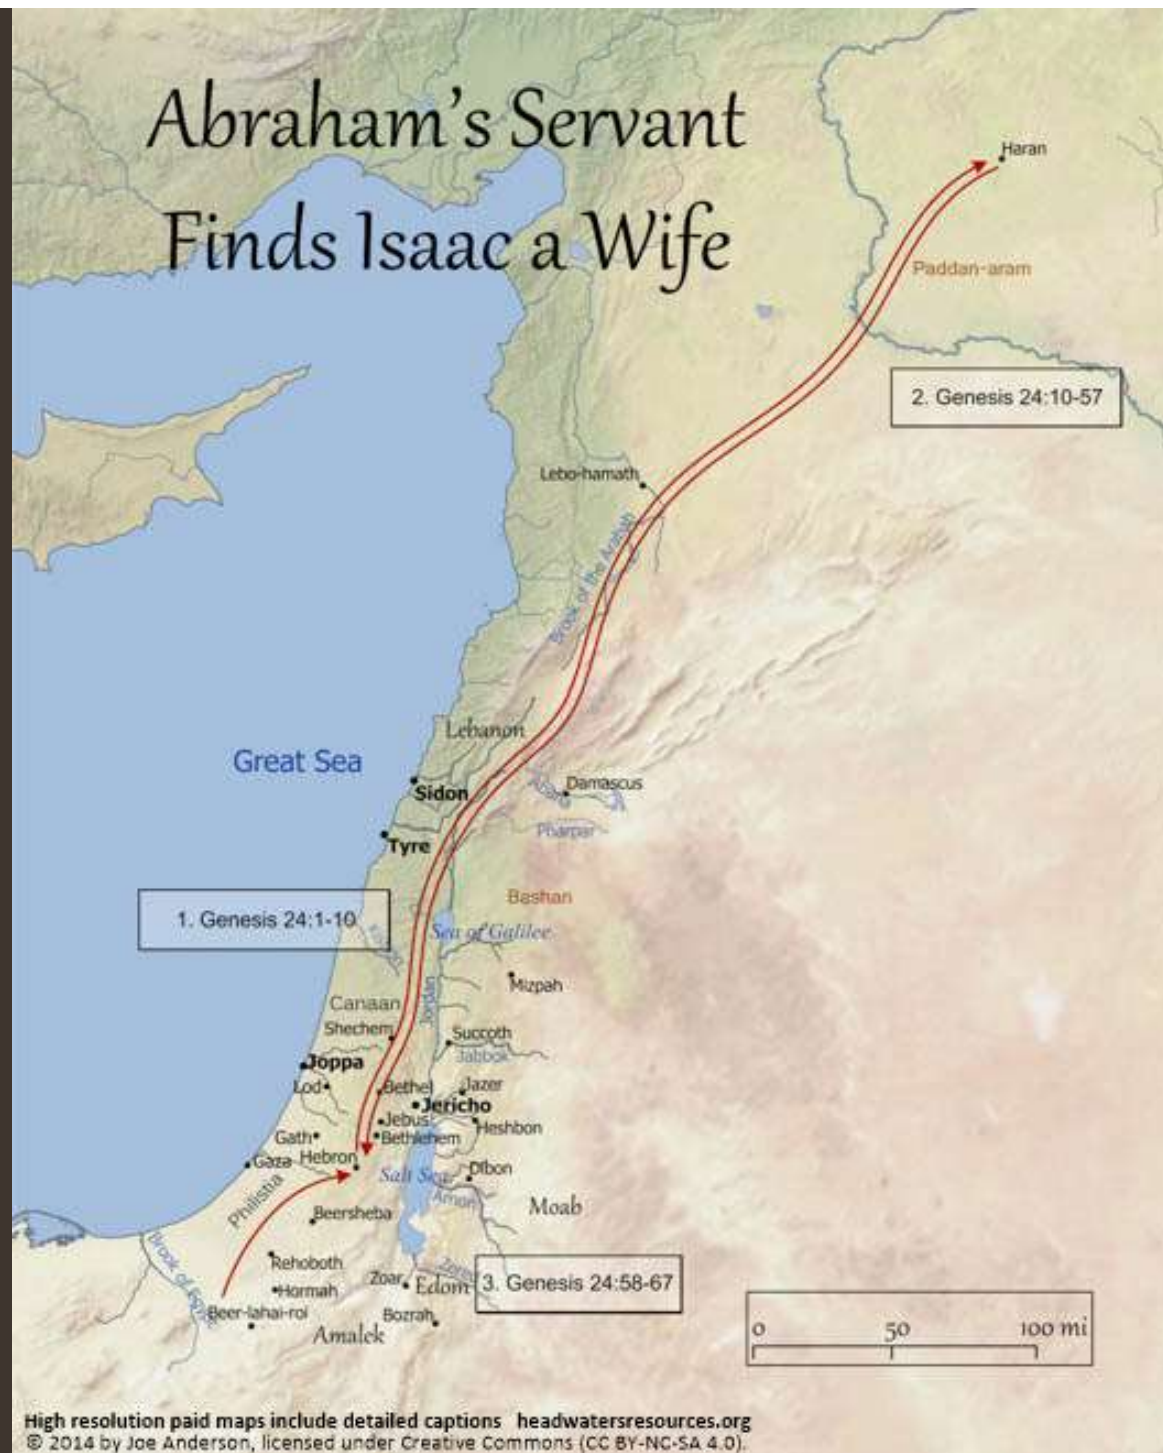 Abraham's Servant
Finds Isaac a Wife
Haran
Paddan-aram
2. Genesis 24:10-57
Lebo-hamath
Brook of the Arabah
Lebanon
Great Sea
Sidon
Damascus
Abana
Pharpar
Tyre
Bashan
1. Genesis 24:1-10
Kishon
Sea of Galilee
Mizpah
Jordan
Canaan
Shechem
Succoth
Jabbok
Joppa
Lod
Bethel
Jazer
Jericho
Jebus
Heshbon
Gath
Bethlehem
Gaza
Hebron
Salt Sea
Dibon
Philistia
Arnon
Moab
Beersheba
Brook of Egypt
Rehoboth
Hormah
Zoar
Edom
Zered
3. Genesis 24:58-67
Beer-lahai-roi
Bozrah
Amalek
0 50 100 mi
High resolution paid maps include detailed captions headwatersresources.org
© 2014 by Joe Anderson, licensed under Creative Commons (CC BY-NC-SA 4.0).